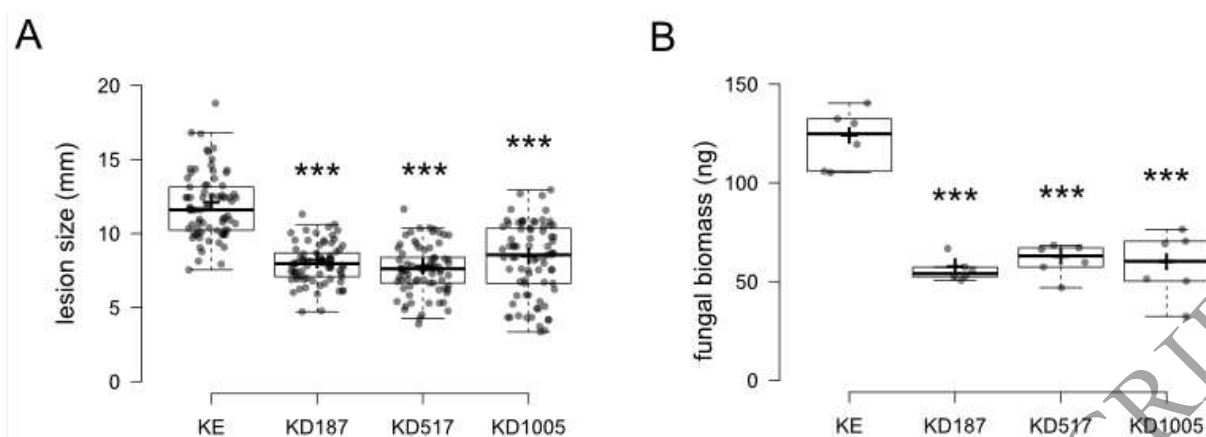 A
lesion size (mm)
20
15
10
5
0
***
***
***
KE
KD187
KD517
KD1005
B
fungal biomass (ng)
150
100
50
0
***
***
***
KE
KD187
KD517
KD1005
CRI